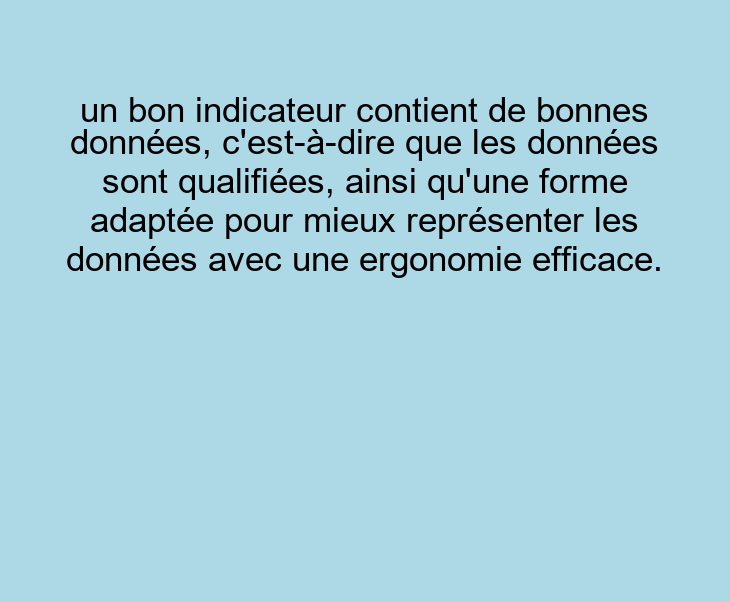 un bon indicateur contient de bonnes
données, c'est-à-dire que les données
sont qualifiées, ainsi qu'une forme
adaptée pour mieux représenter les
données avec une ergonomie efficace.